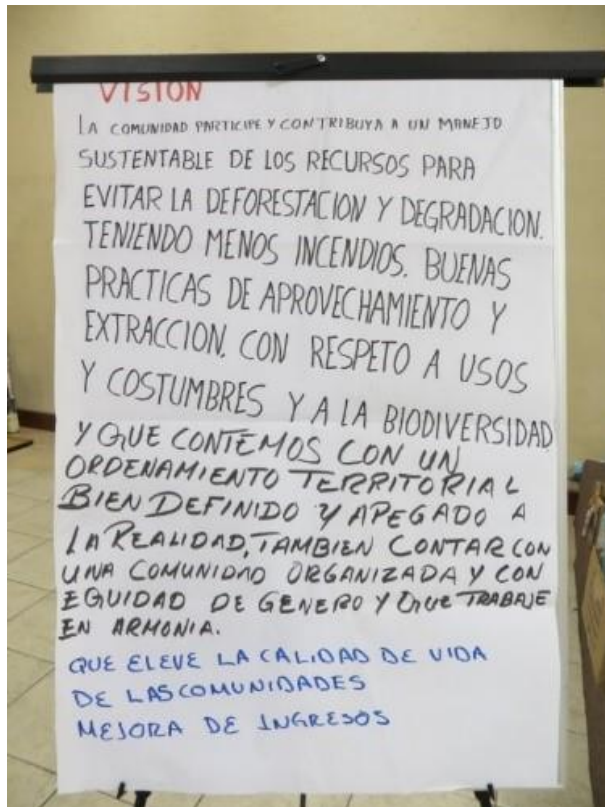 VISION
LA COMUNIDAD PARTICIPE Y CONTRIBUYA A UN MANEJO
SUSTENTABLE DE LOS RECURSOS PARA
EVITAR LA DEFORESTACION Y DEGRADACION.
TENIENDO MENOS INCENDIOS. BUENAS
PRACTICAS DE APROVECHAMIENTO Y
EXTRACCION. CON RESPETO A USOS
Y COSTUMBRES Y A LA BIODIVERSIDAD
Y QUE CONTEMOS CON UN
ORDENAMIENTO TERRITORIAL
BIEN DEFINIDO Y APEGADO A
LA REALIDAD, TAMBIEN CONTAR CON
UNA COMUNIDAD ORGANIZADA Y CON
EQUIDAD DE GENERO Y QUE TRABAJE
EN ARMONIA.
QUE ELEVE LA CALIDAD DE VIDA
DE LAS COMUNIDADES
MEJORA DE INGRESOS